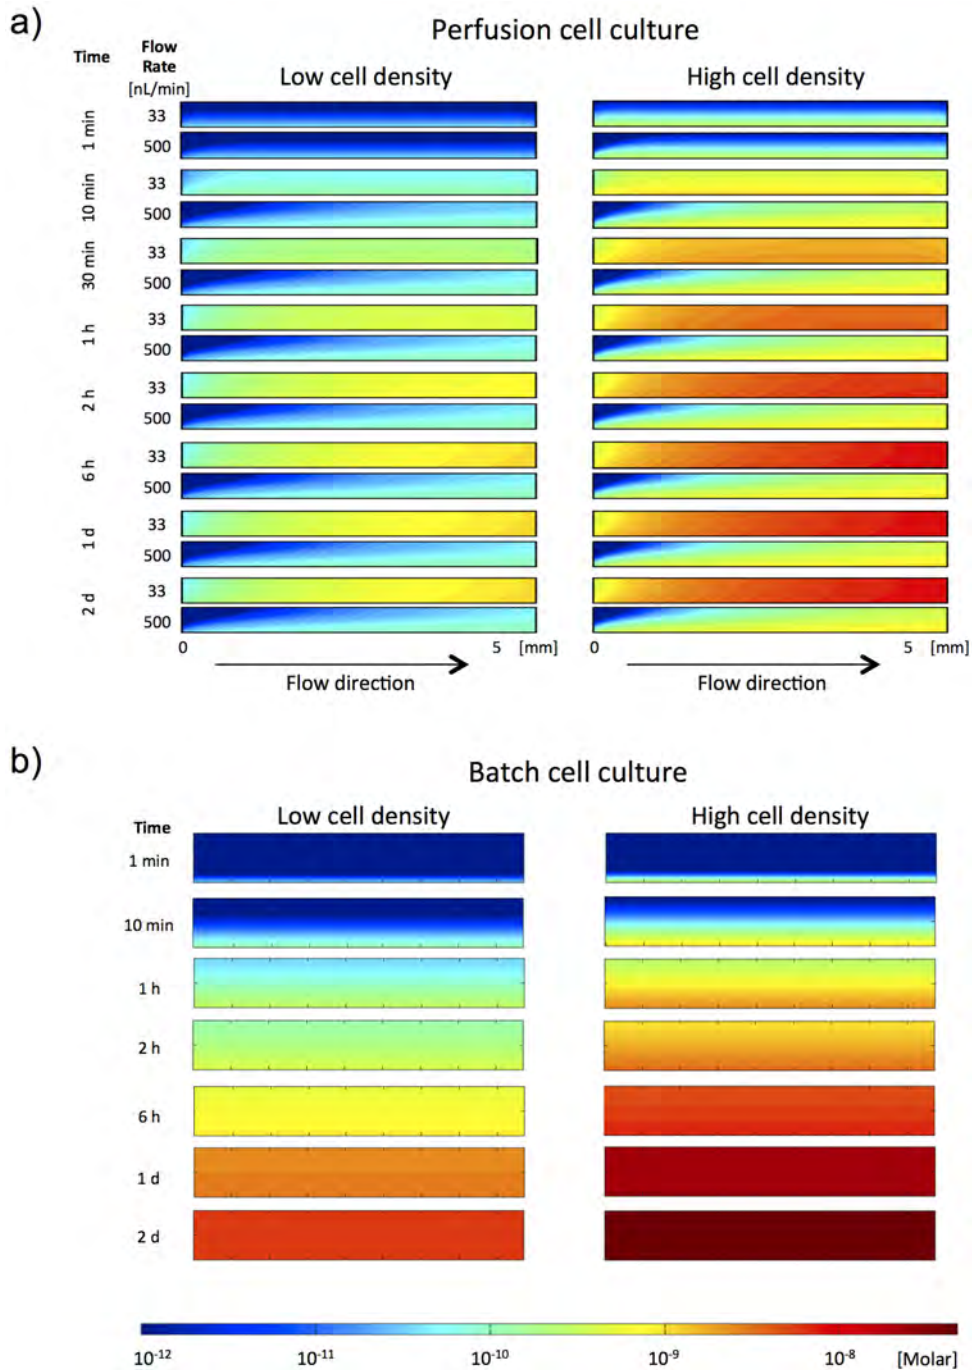 a)
Perfusion cell culture
Time
Flow Rate [nL/min]
Low cell density
High cell density
1 min
33
500
10 min
33
500
30 min
33
500
1 h
33
500
2 h
33
500
6 h
33
500
1 d
33
500
2 d
33
500
0 5 [mm]
0 5 [mm]
Flow direction
Flow direction
b)
Batch cell culture
Low cell density
High cell density
Time
1 min
10 min
1 h
2 h
6 h
1 d
2 d
10⁻¹² 10⁻¹¹ 10⁻¹⁰ 10⁻⁹ 10⁻⁸ [Molar]